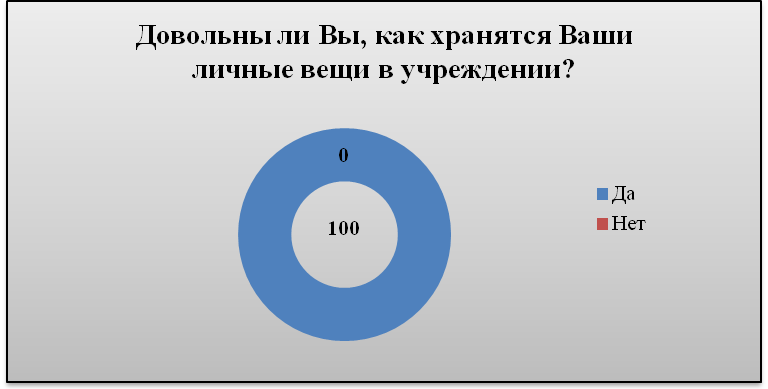 Довольны ли Вы, как хранятся Ваши
личные вещи в учреждении?
0
100
Да
Нет